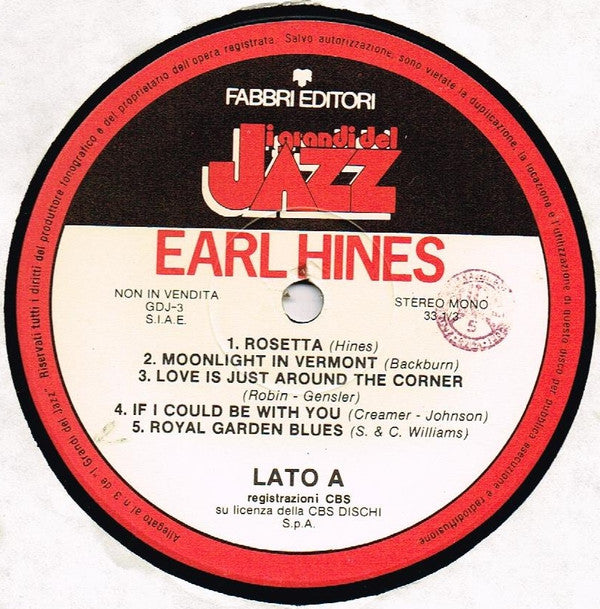 Riservati tutti i diritti del produttore fonografico e del proprietario dell'opera registrata. Salvo autorizzazione, sono vietate la duplicazione, la locazione e l'utilizzazione di questo disco per pubblica esecuzione e radiodiffusione
FABBRI EDITORI
i grandi del
JAZZ
EARL HINES
NON IN VENDITA
GDJ-3
S.I.A.E.
STEREO MONO
33 1/3
5
1. ROSETTA (Hines)
2. MOONLIGHT IN VERMONT (Backburn)
3. LOVE IS JUST AROUND THE CORNER
(Robin - Gensler)
4. IF I COULD BE WITH YOU (Creamer - Johnson)
5. ROYAL GARDEN BLUES (S. & C. Williams)
LATO A
registrazioni CBS
su licenza della CBS DISCHI
S.p.A.
Allegato al n. 3 de "I Grandi del Jazz".